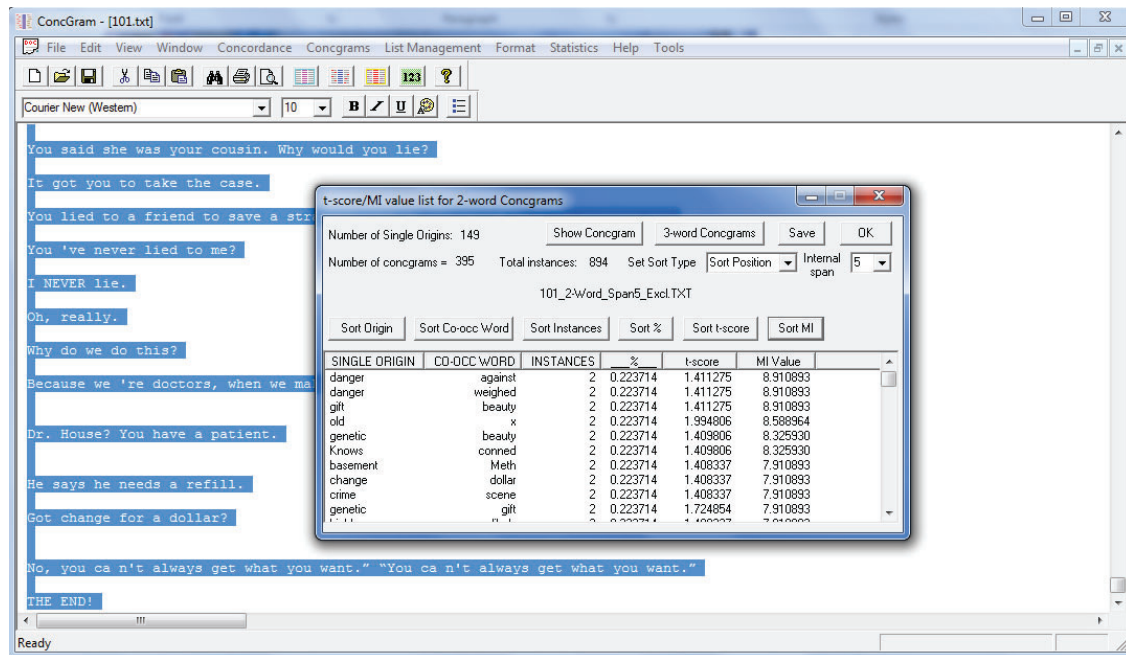 ConcGram - [101.txt]
File Edit View Window Concordance Concgrams List Management Format Statistics Help Tools
123 ?
Courier New (Western) 10 B I U
You said she was your cousin. Why would you lie?
It got you to take the case.
You lied to a friend to save a
You 've never lied to me?
I NEVER lie.
Oh, really.
Why do we do this?
Because we 're doctors, when we
Dr. House? You have a patient.
He says he needs a refill.
Got change for a dollar?
No, you ca n't always get what you want.” “You ca n't always get what you want.”
THE END!
Ready
t-score/MI value list for 2-word Concgrams
Number of Single Origins: 149 Show Concgram 3-word Concgrams Save OK
Number of concgrams = 395 Total instances: 894 Set Sort Type Sort Position Internal span 5
101_2-Word_Span5_Excl.TXT
Sort Origin Sort Co-occ Word Sort Instances Sort % Sort t-score Sort MI
SINGLE ORIGIN CO-OCC WORD INSTANCES __%__ t-score MI Value
danger against 2 0.223714 1.411275 8.910893
danger weighed 2 0.223714 1.411275 8.910893
gift beauty 2 0.223714 1.411275 8.910893
old x 2 0.223714 1.994806 8.588964
genetic beauty 2 0.223714 1.409806 8.325930
Knows conned 2 0.223714 1.409806 8.325930
basement Meth 2 0.223714 1.408337 7.910893
change dollar 2 0.223714 1.408337 7.910893
crime scene 2 0.223714 1.408337 7.910893
genetic gift 2 0.223714 1.724854 7.910893